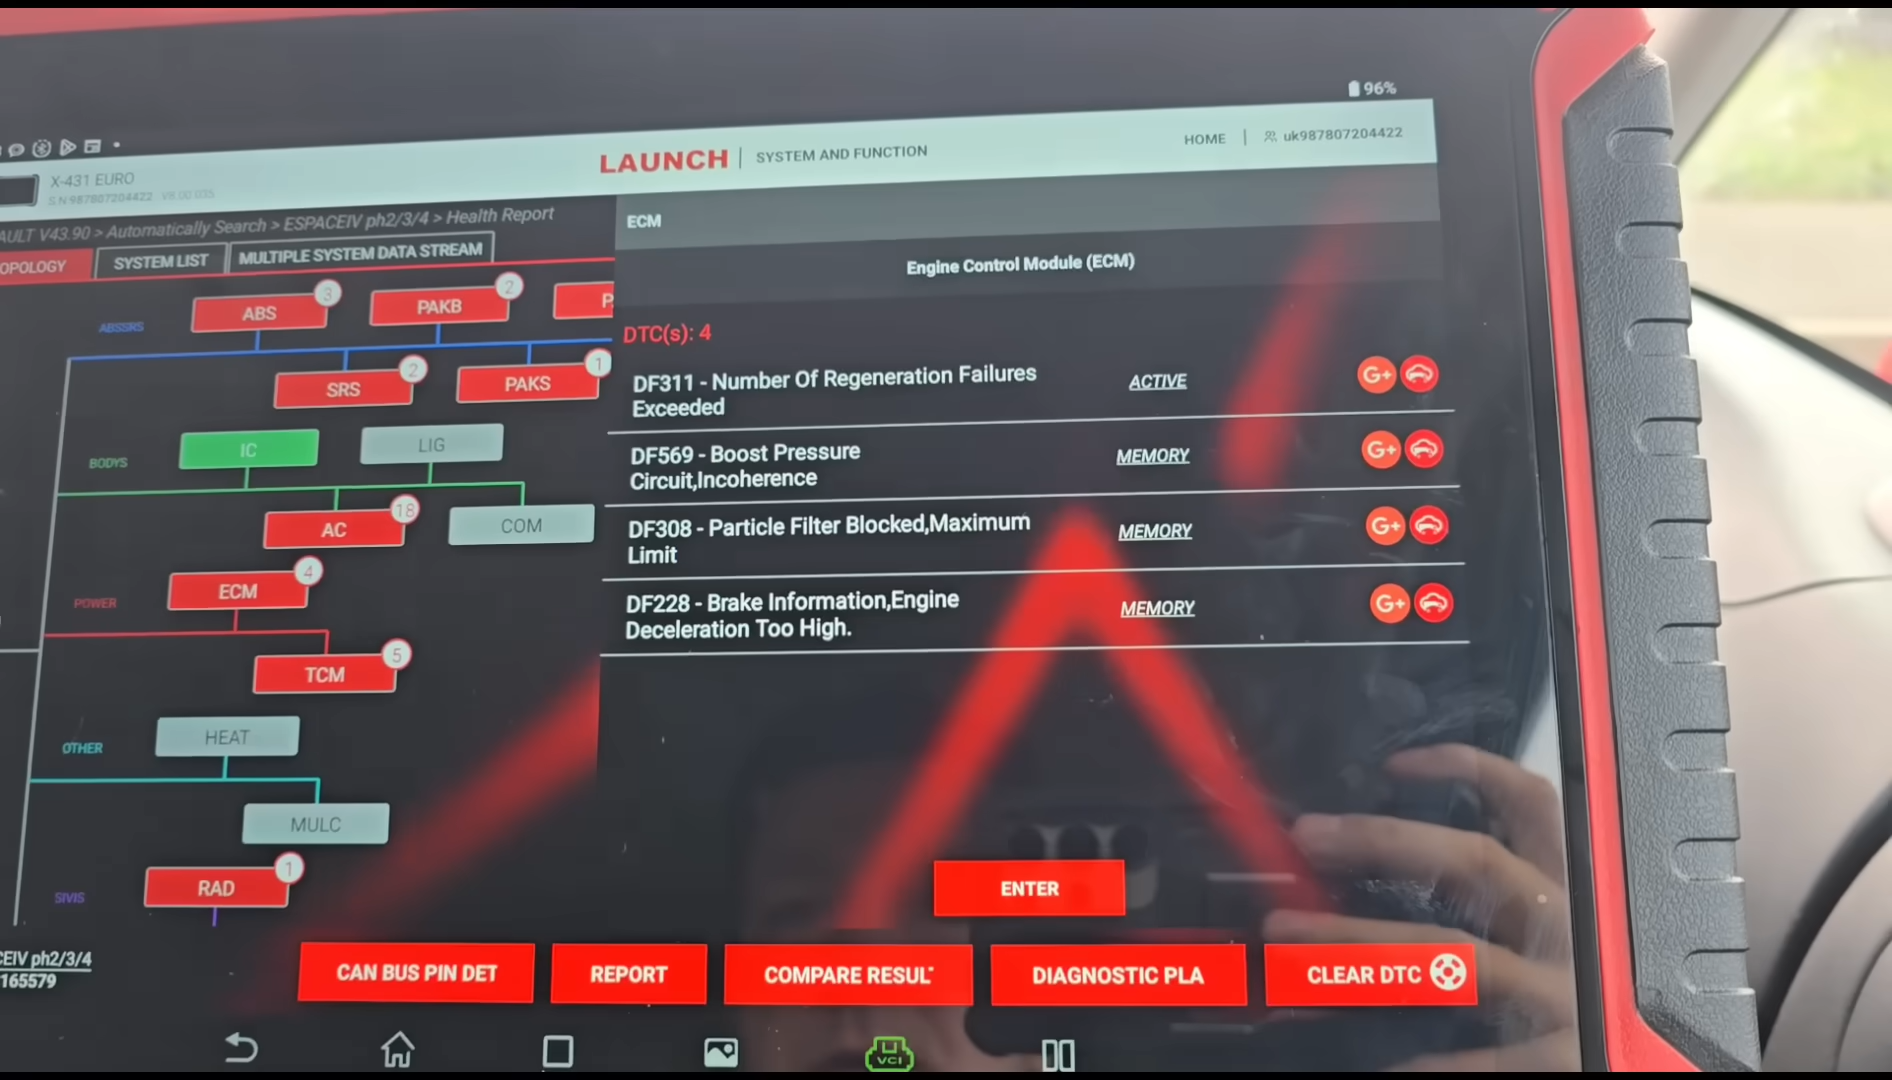 96%
X-431 EURO
S N:987807204422
LAUNCH | SYSTEM AND FUNCTION
HOME | uk987807204422
AULT V43.90 > Automatically Search > ESPACEIV ph2/3/4 > Health Report
OPOLOGY
SYSTEM LIST
MULTIPLE SYSTEM DATA STREAM
ABSSRS
ABS 3
PAKB 2
P
SRS 2
PAKS 1
BODYS
IC
LIG
AC 18
COM
POWER
ECM 4
TCM 5
OTHER
HEAT
MULC
SIVIS
RAD 1
CEIV ph2/3/4
165579
ECM
Engine Control Module (ECM)
DTC(s): 4
DF311 - Number Of Regeneration Failures
Exceeded
ACTIVE
G+
DF569 - Boost Pressure
Circuit,Incoherence
MEMORY
G+
DF308 - Particle Filter Blocked,Maximum
Limit
MEMORY
G+
DF228 - Brake Information,Engine
Deceleration Too High.
MEMORY
G+
ENTER
CAN BUS PIN DET
REPORT
COMPARE RESUL
DIAGNOSTIC PLA
CLEAR DTC
VCI